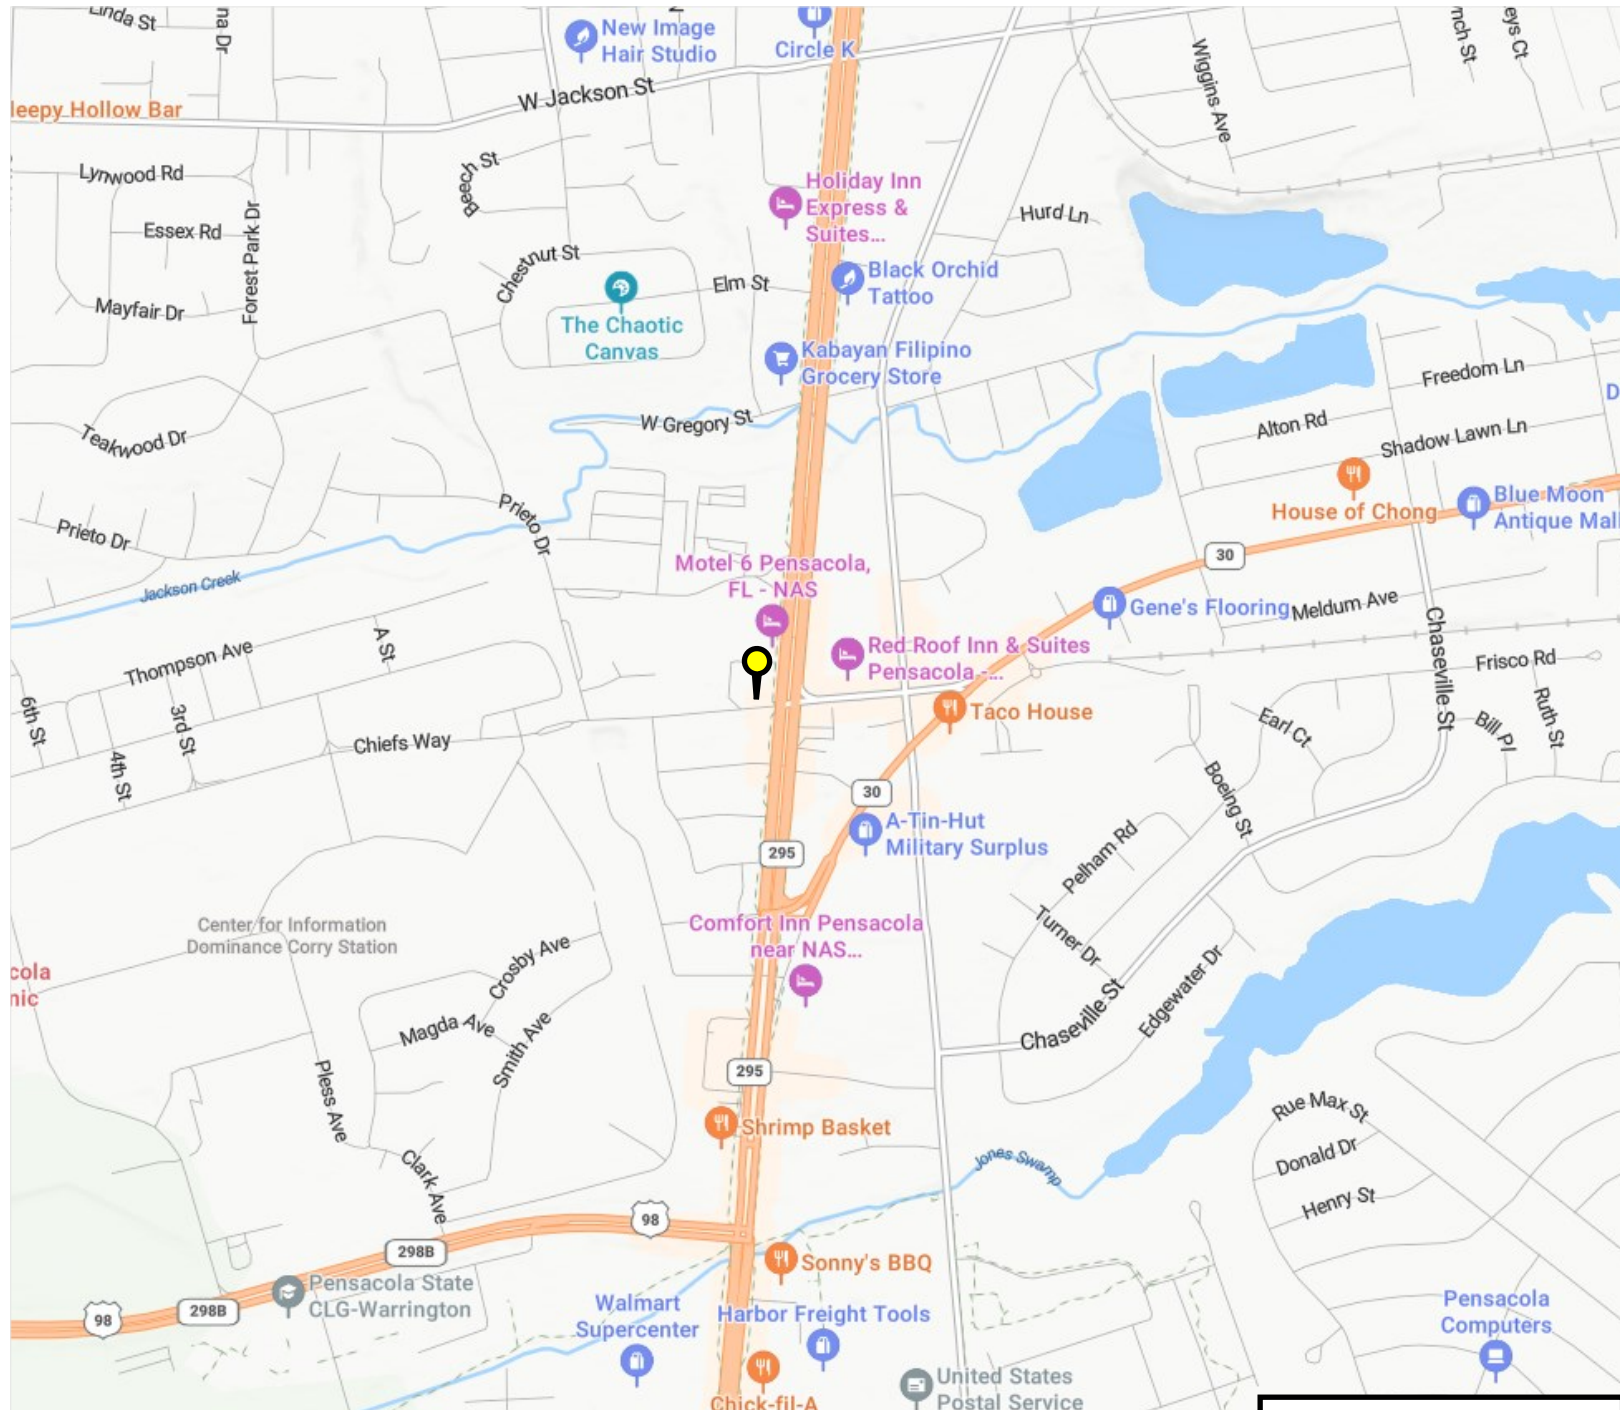 Linda St
na Dr
New Image
Hair Studio
Circle K
Wiggins Ave
nch St
eys Ct
W Jackson St
leepy Hollow Bar
Lynwood Rd
Beech St
Holiday Inn
Express &
Suites...
Hurd Ln
Essex Rd
Forest Park Dr
Chestnut St
Elm St
Black Orchid
Tattoo
Mayfair Dr
The Chaotic
Canvas
Kabayan Filipino
Grocery Store
Freedom Ln
D
W Gregory St
Alton Rd
Shadow Lawn Ln
Teakwood Dr
House of Chong
Blue Moon
Antique Mall
Prieto Dr
Prieto Dr
30
Motel 6 Pensacola,
FL - NAS
Jackson Creek
Gene's Flooring
Meldum Ave
Thompson Ave
A St
Red Roof Inn & Suites
Pensacola -...
Chaseville St
Frisco Rd
6th St
3rd St
Taco House
Earl Ct
Bill Pl
Ruth St
Chiefs Way
4th St
30
Boeing St
A-Tin-Hut
Military Surplus
295
Pelham Rd
Center for Information
Dominance Corry Station
Comfort Inn Pensacola
near NAS...
Turner Dr
Crosby Ave
cola
nic
Edgewater Dr
Magda Ave
Smith Ave
Chaseville St
Pless Ave
295
Rue Max St
Shrimp Basket
Donald Dr
Jones Swamp
Clark Ave
Henry St
98
298B
Sonny's BBQ
Pensacola State
CLG-Warrington
298B
98
Walmart
Supercenter
Harbor Freight Tools
Pensacola
Computers
United States
Postal Service
Chick-fil-A